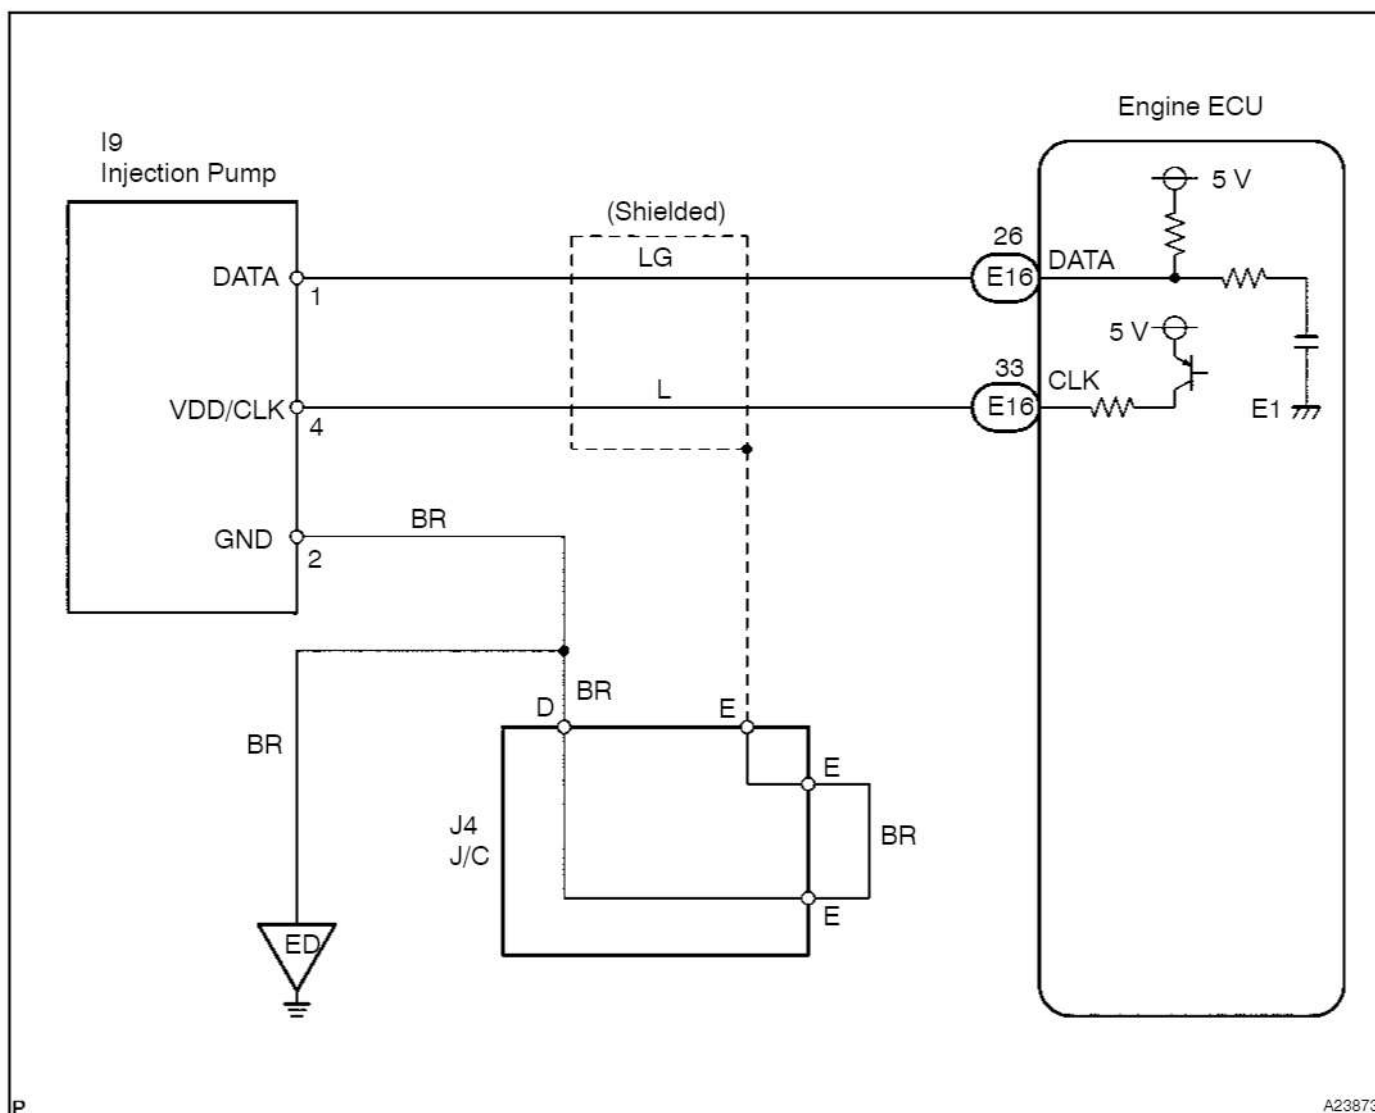 Engine ECU
I9
Injection Pump
5 V
(Shielded)
26
LG
DATA
E16
DATA
1
5 V
33
CLK
L
VDD/CLK
E16
E1
4
BR
GND
2
BR
D
E
BR
E
J4
J/C
BR
E
ED
P
A23873